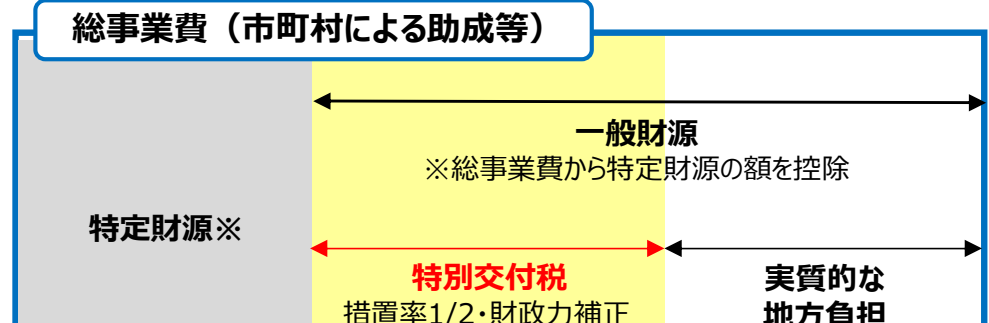 総事業費（市町村による助成等）
一般財源
※総事業費から特定財源の額を控除
特定財源※
特別交付税
措置率1/2・財政力補正
実質的な
地方負担